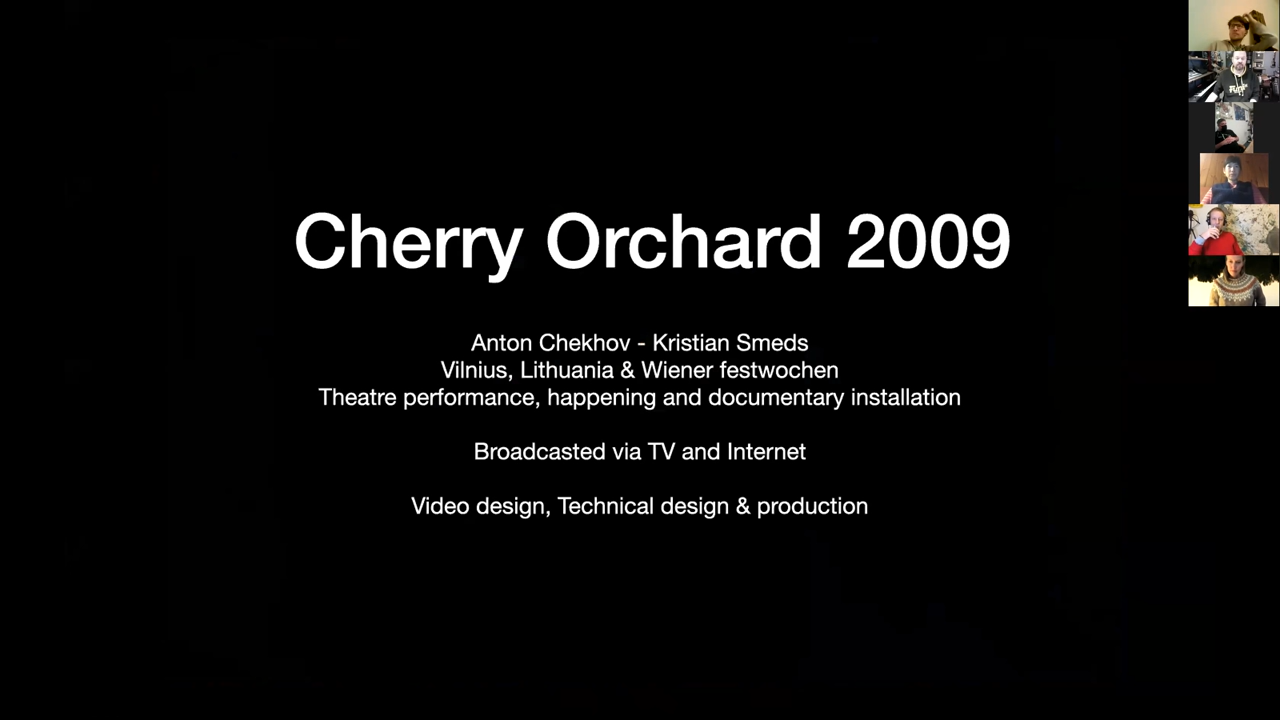 Cherry Orchard 2009
Anton Chekhov - Kristian Smeds
Vilnius, Lithuania & Wiener festwochen
Theatre performance, happening and documentary installation
Broadcasted via TV and Internet
Video design, Technical design & production